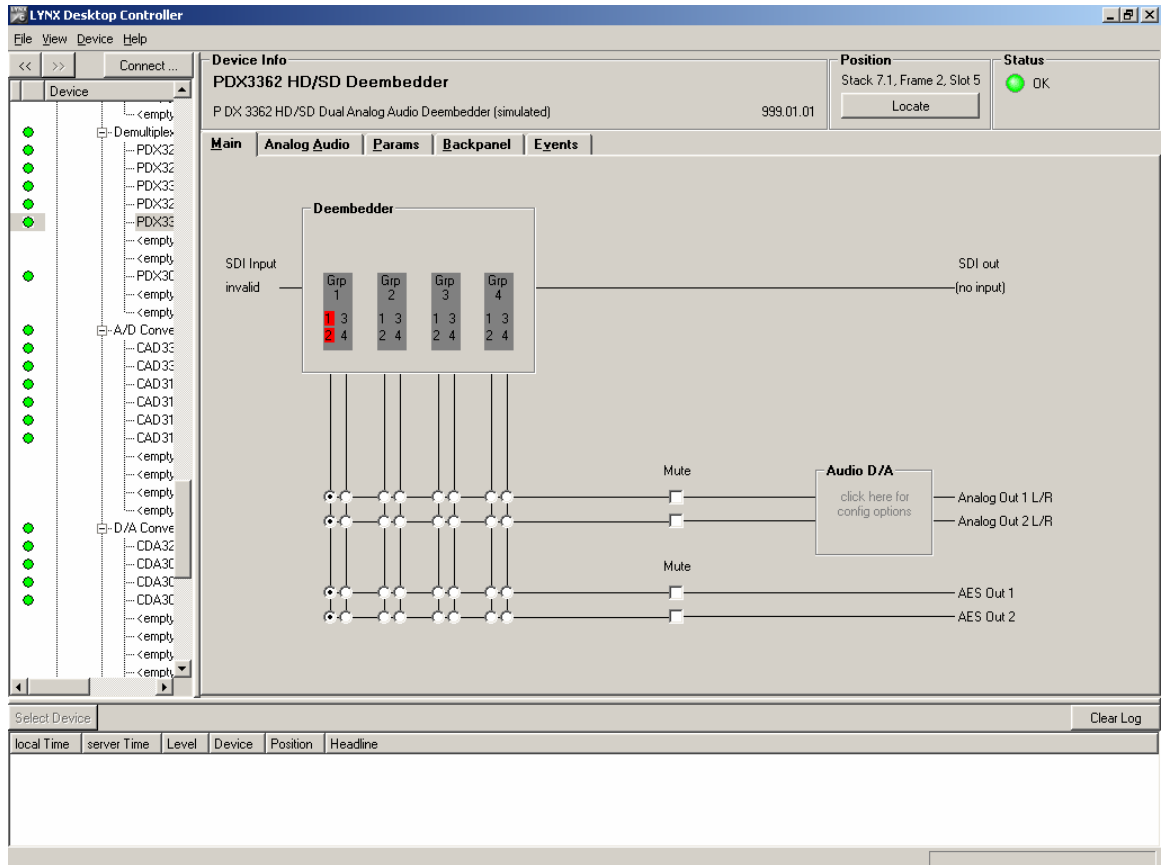 LYNX Desktop Controller
File View Device Help
<< >> Connect ...
Device
<empty
Demultiplex
PDX32
PDX32
PDX33
PDX32
PDX33
<empty
<empty
PDX30
<empty
<empty
A/D Conve
CAD33
CAD33
CAD31
CAD31
CAD31
CAD31
<empty
<empty
<empty
<empty
D/A Conve
CDA32
CDA30
CDA30
CDA30
<empty
<empty
<empty
<empty
Device Info
PDX3362 HD/SD Deembedder
P DX 3362 HD/SD Dual Analog Audio Deembedder (simulated) 999.01.01
Position
Stack 7.1, Frame 2, Slot 5
Locate
Status
OK
Main Analog Audio Params Backpanel Events
Deembedder
SDI Input
invalid
Grp Grp Grp Grp
1 2 3 4
1 3 1 3 1 3 1 3
2 4 2 4 2 4 2 4
SDI out
(no input)
Mute
Audio D/A
click here for
config options
Analog Out 1 L/R
Analog Out 2 L/R
Mute
AES Out 1
AES Out 2
Select Device Clear Log
local Time server Time Level Device Position Headline